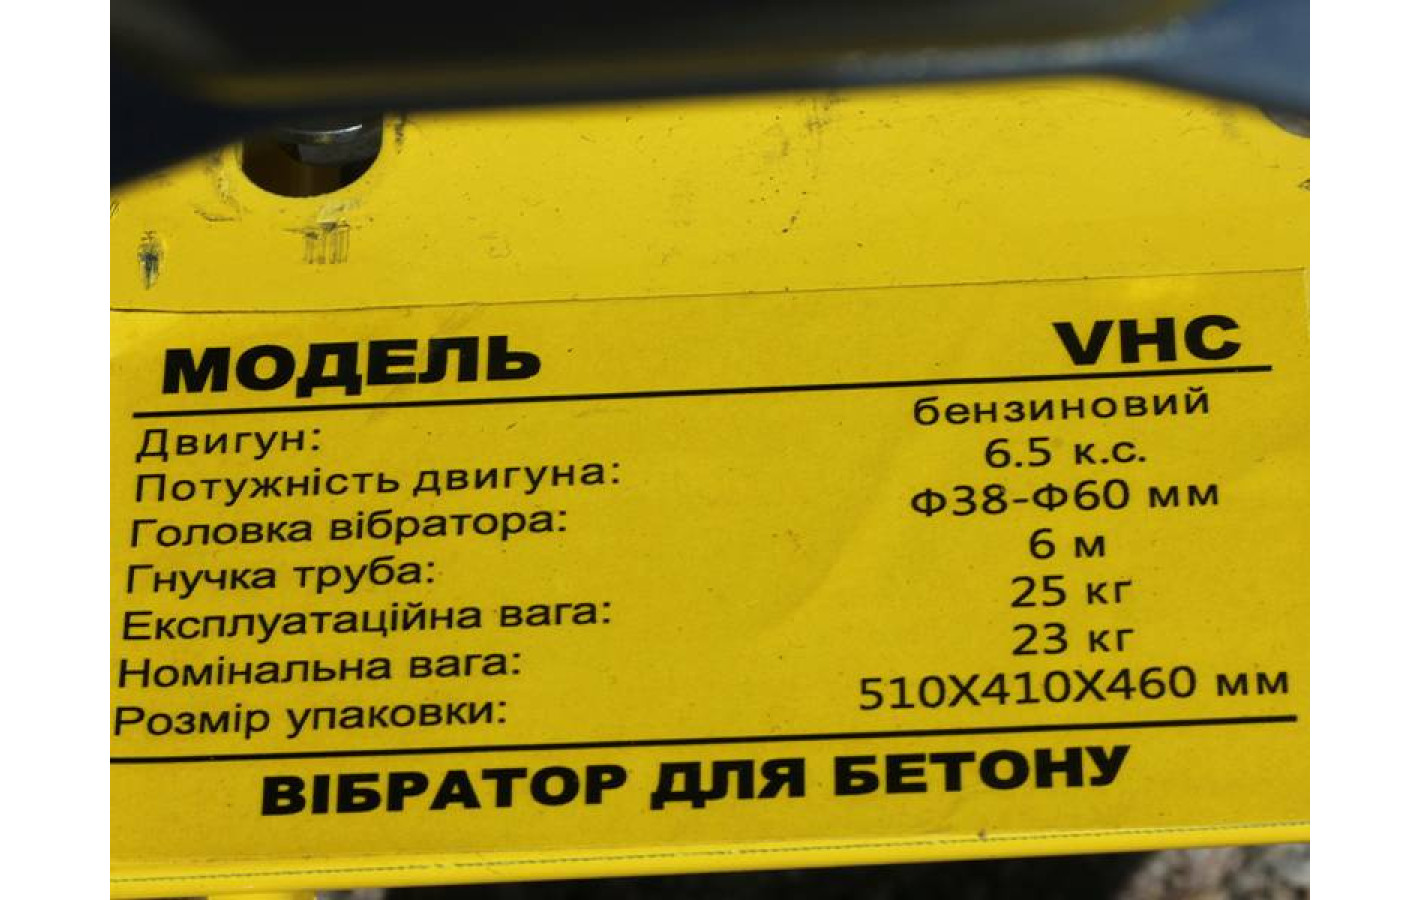 МОДЕЛЬ VHC
Двигун: бензиновий
Потужність двигуна: 6.5 к.с.
Головка вібратора: Ф38-Ф60 мм
Гнучка труба: 6 м
Експлуатаційна вага: 25 кг
Номінальна вага: 23 кг
Розмір упаковки: 510X410X460 мм
ВІБРАТОР ДЛЯ БЕТОНУ